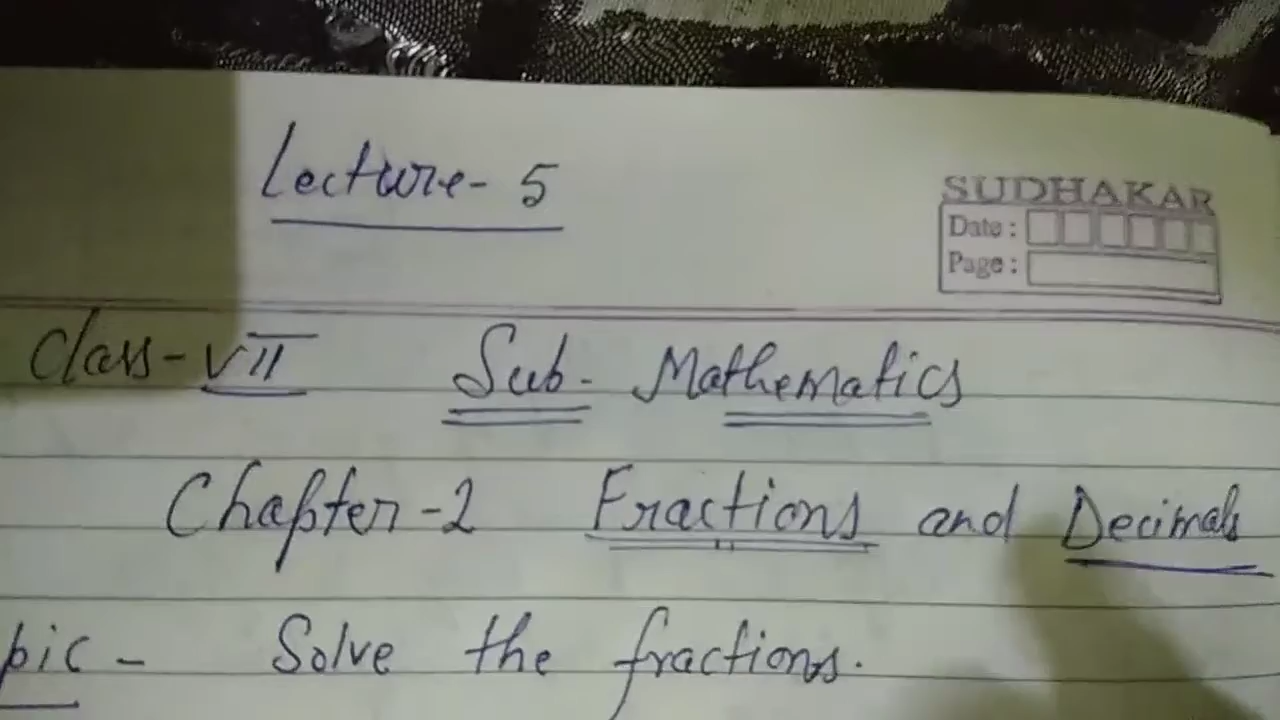 Lecture- 5
SUDHAKAR
Date :
Page :
Class- VII Sub- Mathematics
Chapter-2 Fractions and Decimals
pic - Solve the fractions.